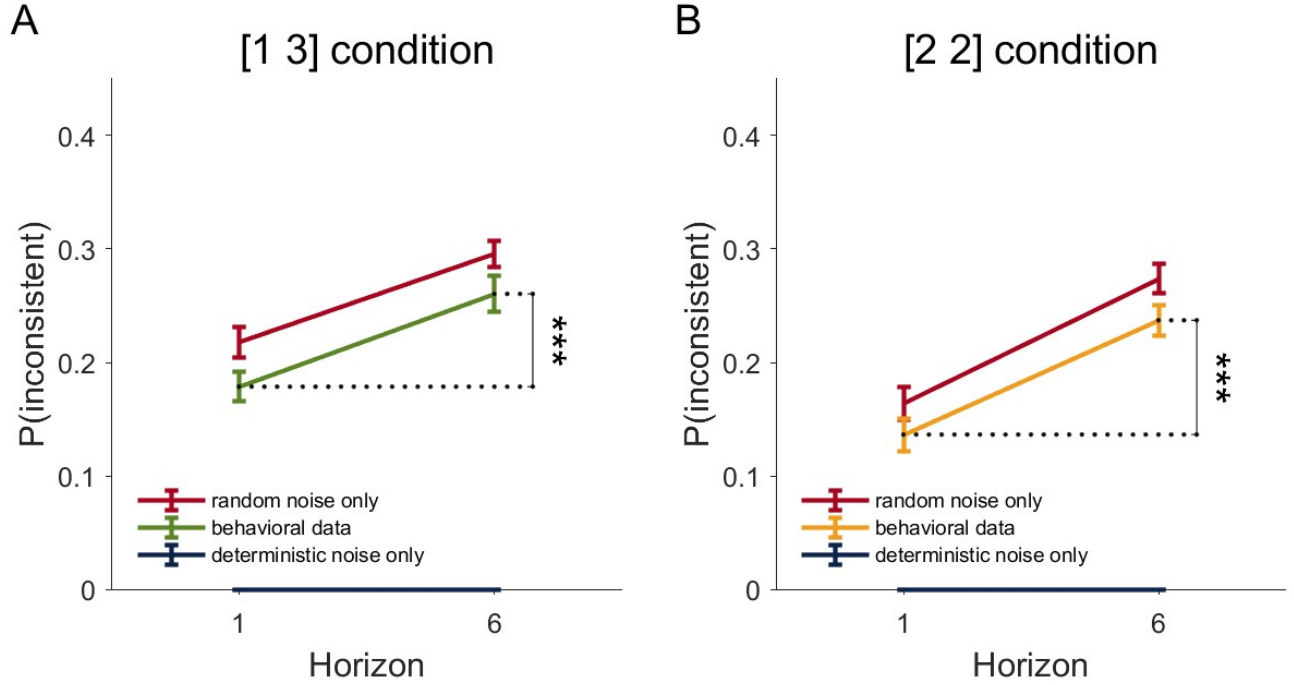 A
[1 3] condition
P(inconsistent)
0.4
0.3
0.2
0.1
0
***
random noise only
behavioral data
deterministic noise only
1
6
Horizon
B
[2 2] condition
P(inconsistent)
0.4
0.3
0.2
0.1
0
***
random noise only
behavioral data
deterministic noise only
1
6
Horizon